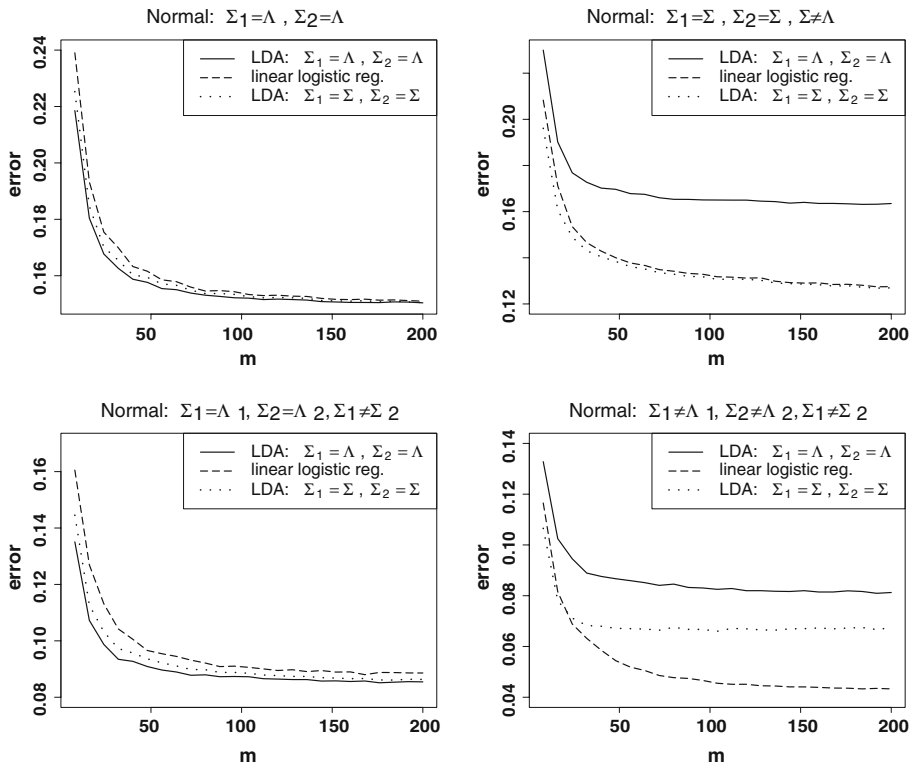 Normal: Σ1=Λ , Σ2=Λ
LDA: Σ1 = Λ , Σ2 = Λ
linear logistic reg.
LDA: Σ1 = Σ , Σ2 = Σ
error
0.24
0.22
0.20
0.18
0.16
50
100
150
200
m
Normal: Σ1=Σ , Σ2=Σ , Σ≠Λ
LDA: Σ1 = Λ , Σ2 = Λ
linear logistic reg.
LDA: Σ1 = Σ , Σ2 = Σ
error
0.20
0.16
0.12
50
100
150
200
m
Normal: Σ1=Λ 1, Σ2=Λ 2, Σ1≠Σ 2
LDA: Σ1 = Λ , Σ2 = Λ
linear logistic reg.
LDA: Σ1 = Σ , Σ2 = Σ
error
0.16
0.14
0.12
0.10
0.08
50
100
150
200
m
Normal: Σ1≠Λ 1, Σ2≠Λ 2, Σ1≠Σ 2
LDA: Σ1 = Λ , Σ2 = Λ
linear logistic reg.
LDA: Σ1 = Σ , Σ2 = Σ
error
0.14
0.12
0.10
0.08
0.06
0.04
50
100
150
200
m